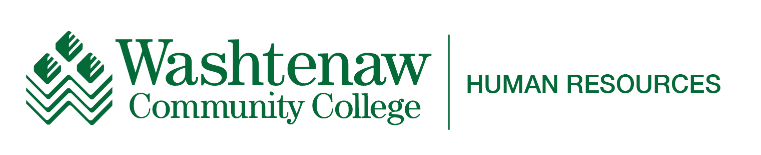 Washtenaw
Community College
HUMAN RESOURCES